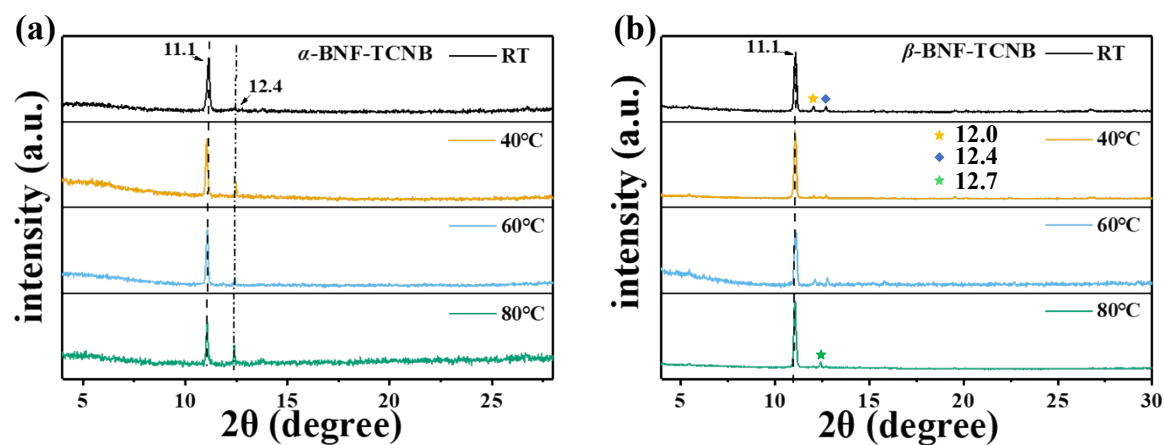 (a)
11.1
α-BNF-TCNB
RT
12.4
40°C
60°C
80°C
intensity (a.u.)
5
10
15
20
25
2θ (degree)
(b)
11.1
β-BNF-TCNB
RT
12.0
12.4
12.7
40°C
60°C
80°C
intensity (a.u.)
5
10
15
20
25
30
2θ (degree)